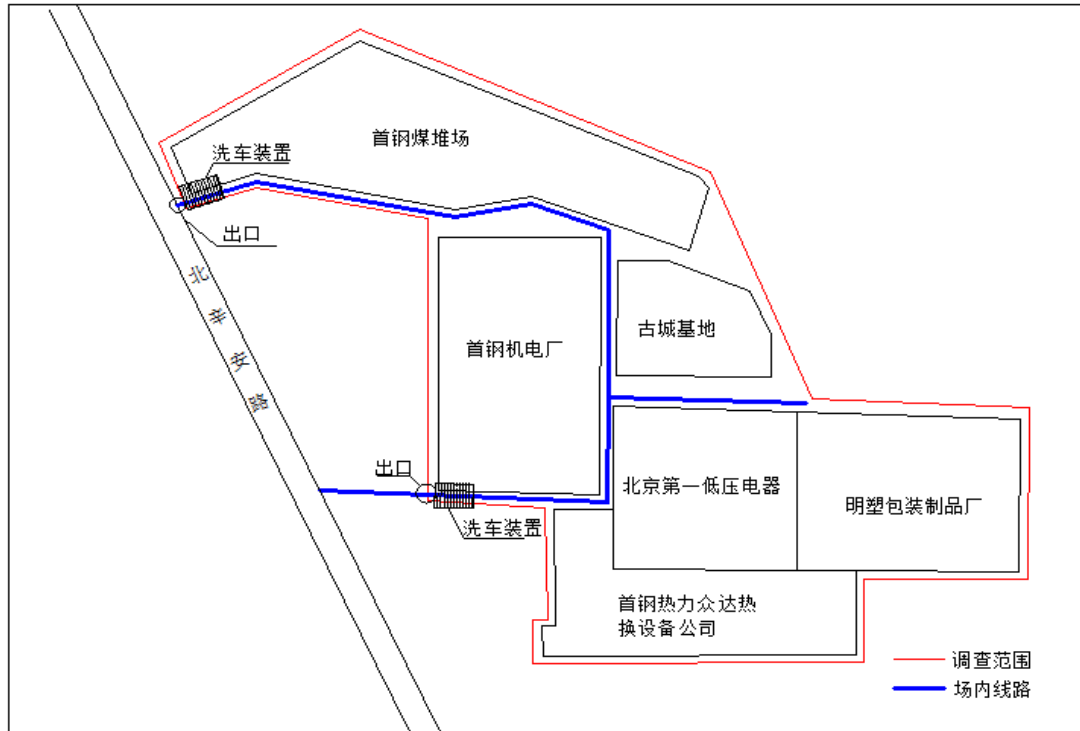 首钢煤堆场
洗车装置
出口
北辛安路
古城基地
首钢机电厂
出口
北京第一低压电器
明塑包装制品厂
洗车装置
首钢热力众达热
换设备公司
调查范围
场内线路